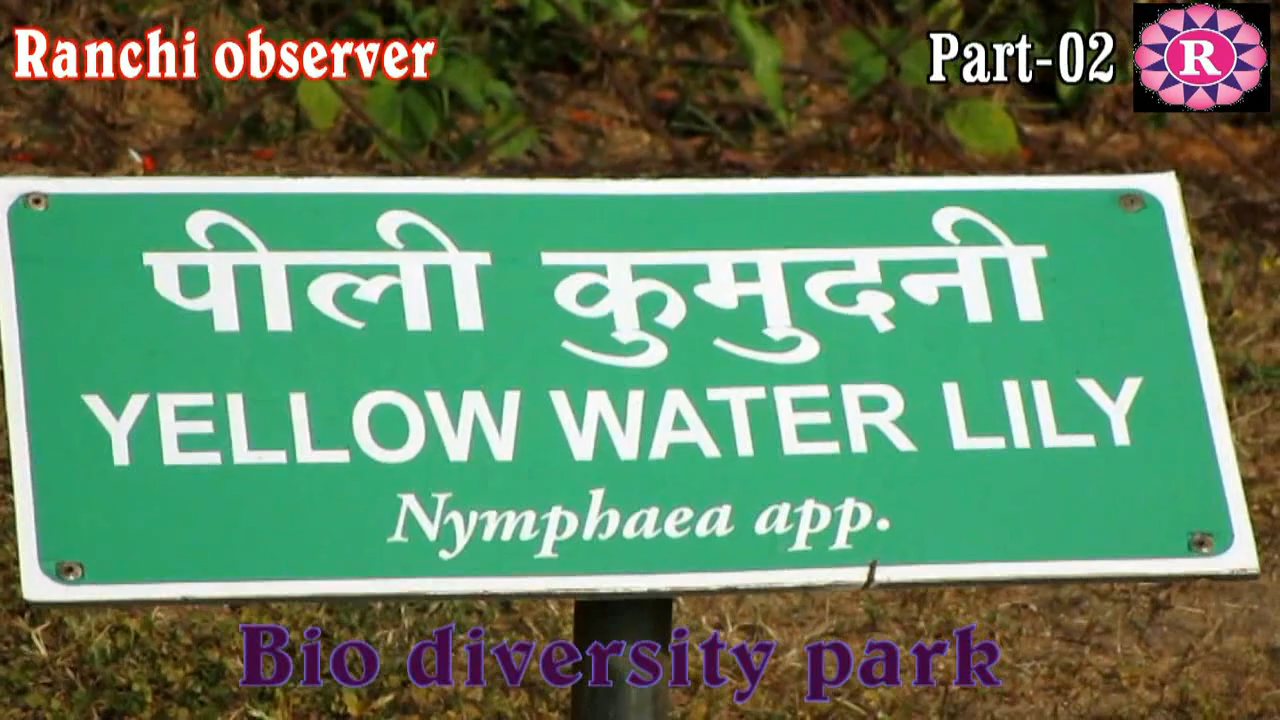 Ranchi observer
Part-02
R
पीली कुमुदनी
YELLOW WATER LILY
Nymphaea app.
Bio diversity park